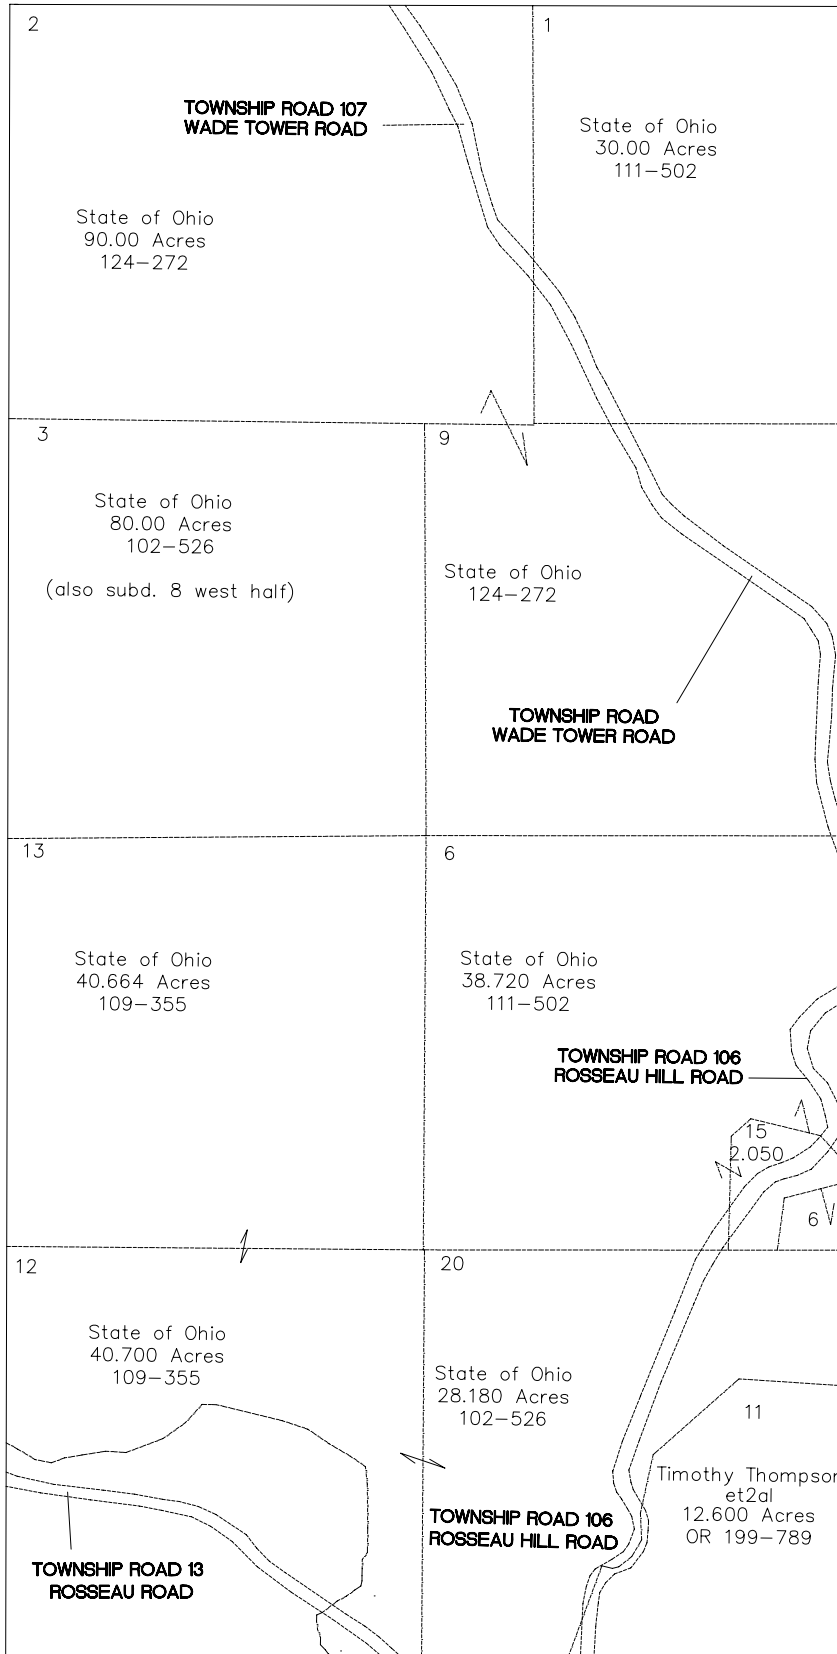 2
1
TOWNSHIP ROAD 107
WADE TOWER ROAD
State of Ohio
30.00 Acres
111-502
State of Ohio
90.00 Acres
124-272
3
9
State of Ohio
80.00 Acres
102-526
(also subd. 8 west half)
State of Ohio
124-272
TOWNSHIP ROAD
WADE TOWER ROAD
13
6
State of Ohio
40.664 Acres
109-355
State of Ohio
38.720 Acres
111-502
TOWNSHIP ROAD 106
ROSSEAU HILL ROAD
15
2.050
6
12
20
State of Ohio
40.700 Acres
109-355
State of Ohio
28.180 Acres
102-526
11
Timothy Thompson
et2al
12.600 Acres
OR 199-789
TOWNSHIP ROAD 106
ROSSEAU HILL ROAD
TOWNSHIP ROAD 13
ROSSEAU ROAD